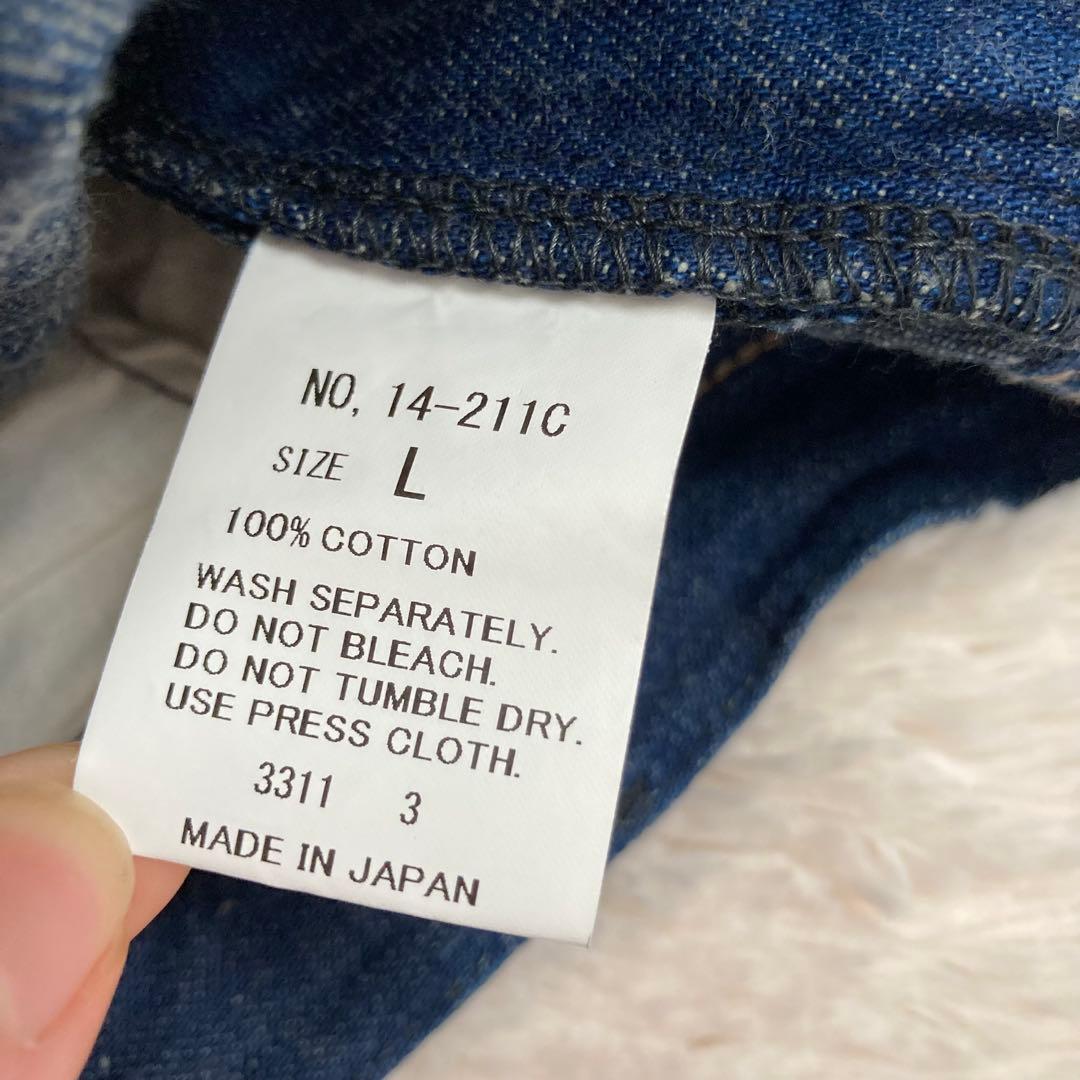 NO, 14-211C
SIZE L
100% COTTON
WASH SEPARATELY.
DO NOT BLEACH.
DO NOT TUMBLE DRY.
USE PRESS CLOTH.
3311 3
MADE IN JAPAN